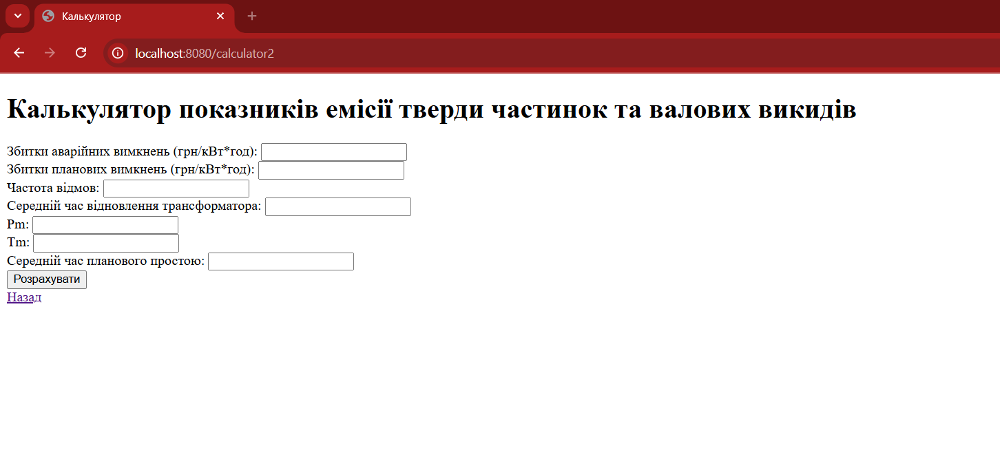 Калькулятор
localhost:8080/calculator2
Калькулятор показників емісії тверди частинок та валових викидів
Збитки аварійних вимкнень (грн/кВт*год):
Збитки планових вимкнень (грн/кВт*год):
Частота відмов:
Середній час відновлення трансформатора:
Pm:
Tm:
Середній час планового простою:
Розрахувати
Назад